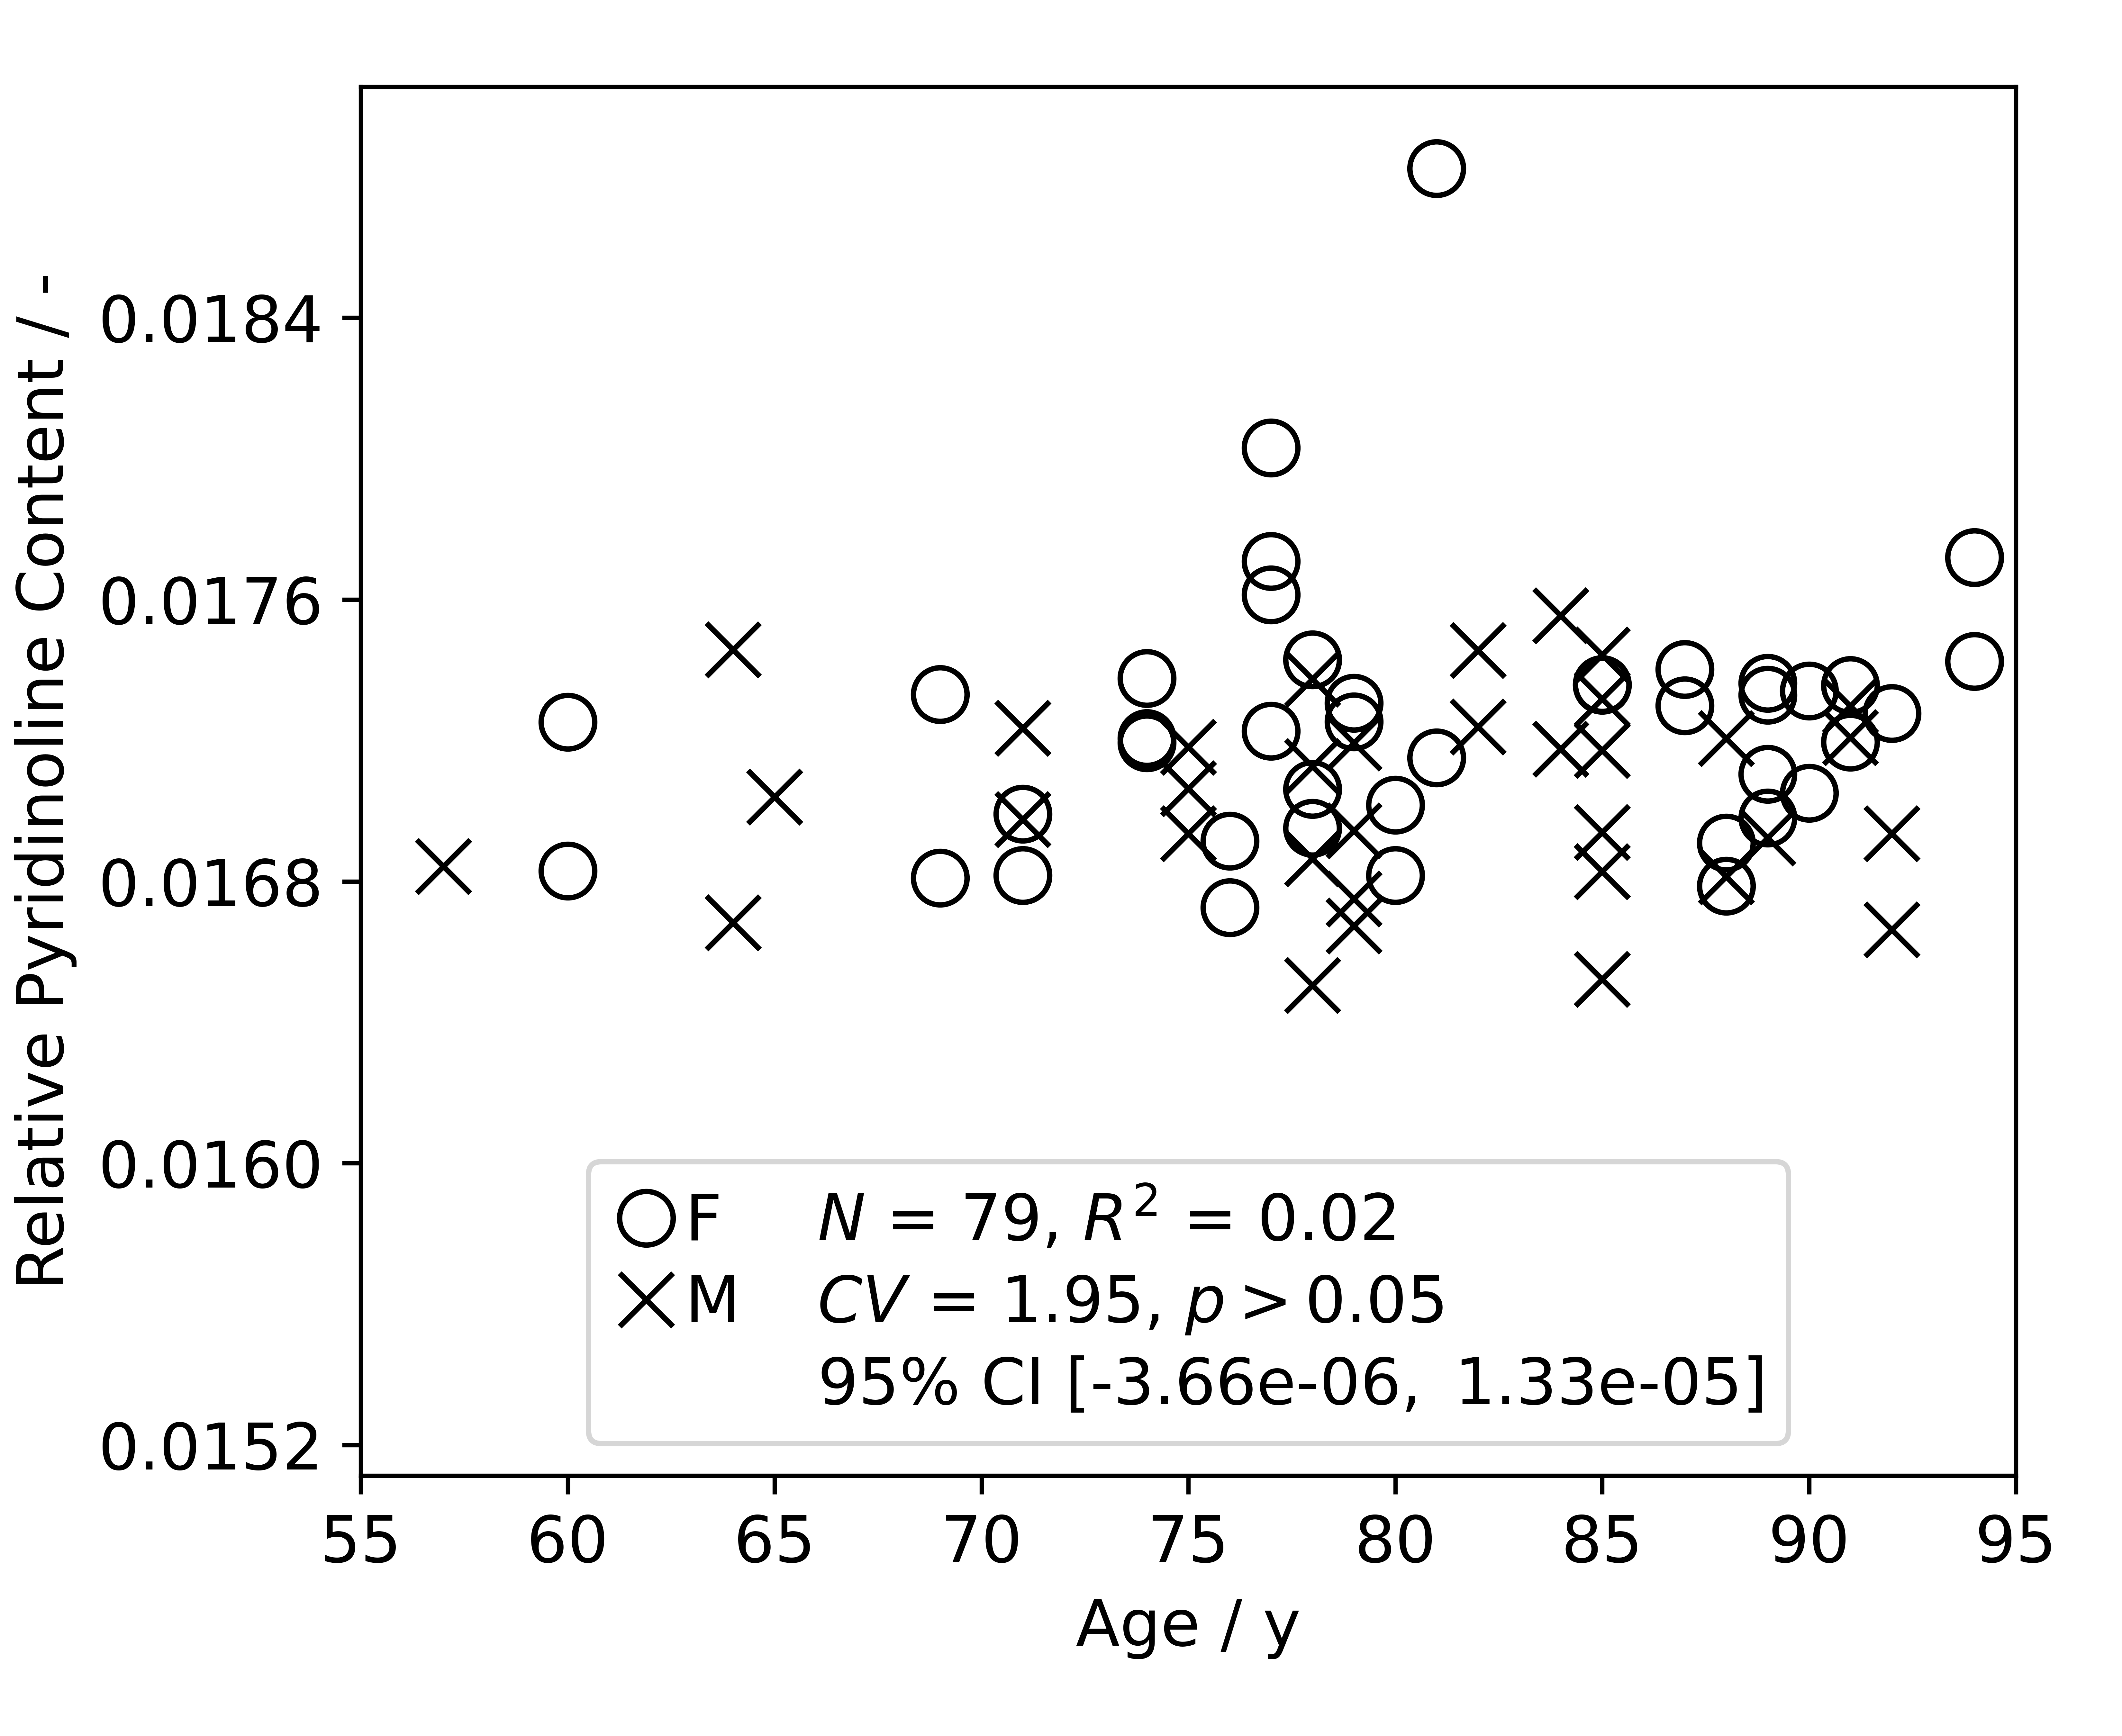 Relative Pyridinoline Content / -
0.0184
0.0176
0.0168
0.0160
0.0152
F N = 79, R² = 0.02
M CV = 1.95, p > 0.05
95% CI [-3.66e-06, 1.33e-05]
55 60 65 70 75 80 85 90 95
Age / y